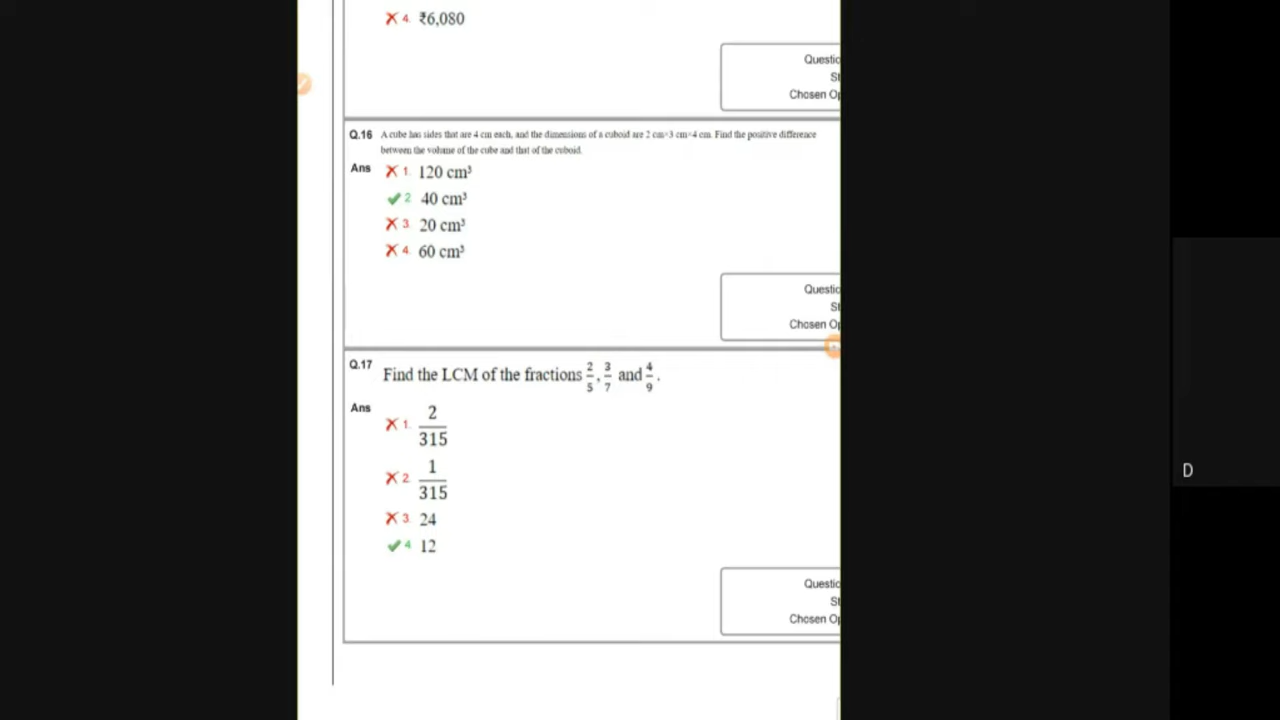 4. ₹6,080
Questio
St
Chosen Op
Q.16 A cube has sides that are 4 cm each, and the dimensions of a cuboid are 2 cm×3 cm×4 cm. Find the positive difference
between the volume of the cube and that of the cuboid.
Ans 1. 120 cm³
2. 40 cm³
3. 20 cm³
4. 60 cm³
Questio
St
Chosen Op
Q.17 Find the LCM of the fractions 2/5, 3/7 and 4/9.
Ans 1. 2/315
2. 1/315
3. 24
4. 12
Questio
St
Chosen Op
D